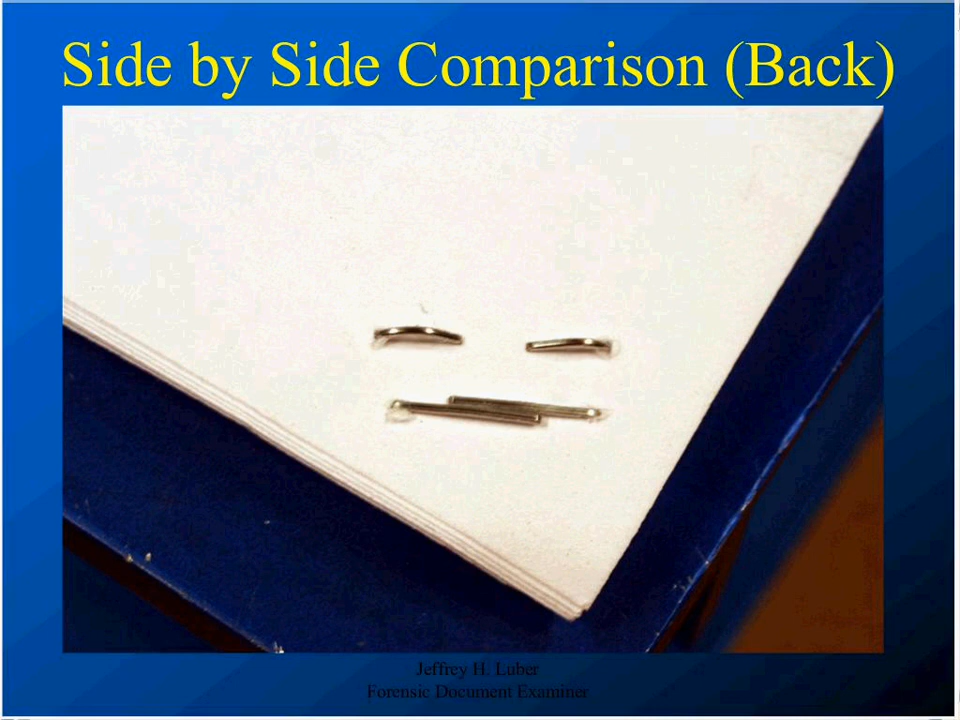 Side by Side Comparison (Back)
Jeffrey H. Luber
Forensic Document Examiner